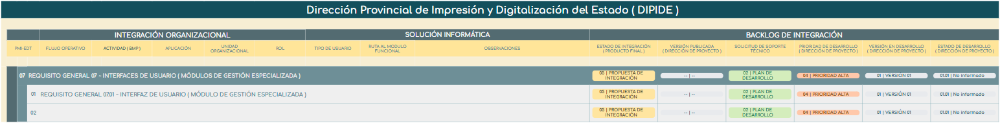 Dirección Provincial de Impresión y Digitalización del Estado ( DIPIDE )
INTEGRACIÓN ORGANIZACIONAL SOLUCIÓN INFORMÁTICA BACKLOG DE INTEGRACIÓN
PMI-EDT FLUJO OPERATIVO ACTIVIDAD ( BMP ) APLICACIÓN UNIDAD ORGANIZACIONAL ROL TIPO DE USUARIO RUTA AL MODULO FUNCIONAL OBSERVACIONES ESTADO DE INTEGRACIÓN ( PRODUCTO FINAL ) VERSIÓN PUBLICADA ( DIRECCIÓN DE PROYECTO ) SOLICITUD DE SOPORTE TÉCNICO PRIORIDAD DE DESARROLLO ( DIRECCIÓN DE PROYECTO ) VERSIÓN EN DESARROLLO ( DIRECCIÓN DE PROYECTO ) ESTADO DE DESARROLLO ( DIRECCIÓN DE PROYECTO )
07 REQUISITO GENERAL 07 - INTERFACES DE USUARIO ( MÓDULOS DE GESTIÓN ESPECIALIZADA ) 05 | PROPUESTA DE INTEGRACIÓN -- | -- 02 | PLAN DE DESARROLLO 04 | PRIORIDAD ALTA 01 | VERSIÓN 01 01.01 | No informado
01 REQUISITO GENERAL 07.01 - INTERFAZ DE USUARIO ( MÓDULO DE GESTIÓN ESPECIALIZADA ) 05 | PROPUESTA DE INTEGRACIÓN -- | -- 02 | PLAN DE DESARROLLO 04 | PRIORIDAD ALTA 01 | VERSIÓN 01 01.01 | No informado
02 05 | PROPUESTA DE INTEGRACIÓN -- | -- 02 | PLAN DE DESARROLLO 04 | PRIORIDAD ALTA 01 | VERSIÓN 01 01.01 | No informado